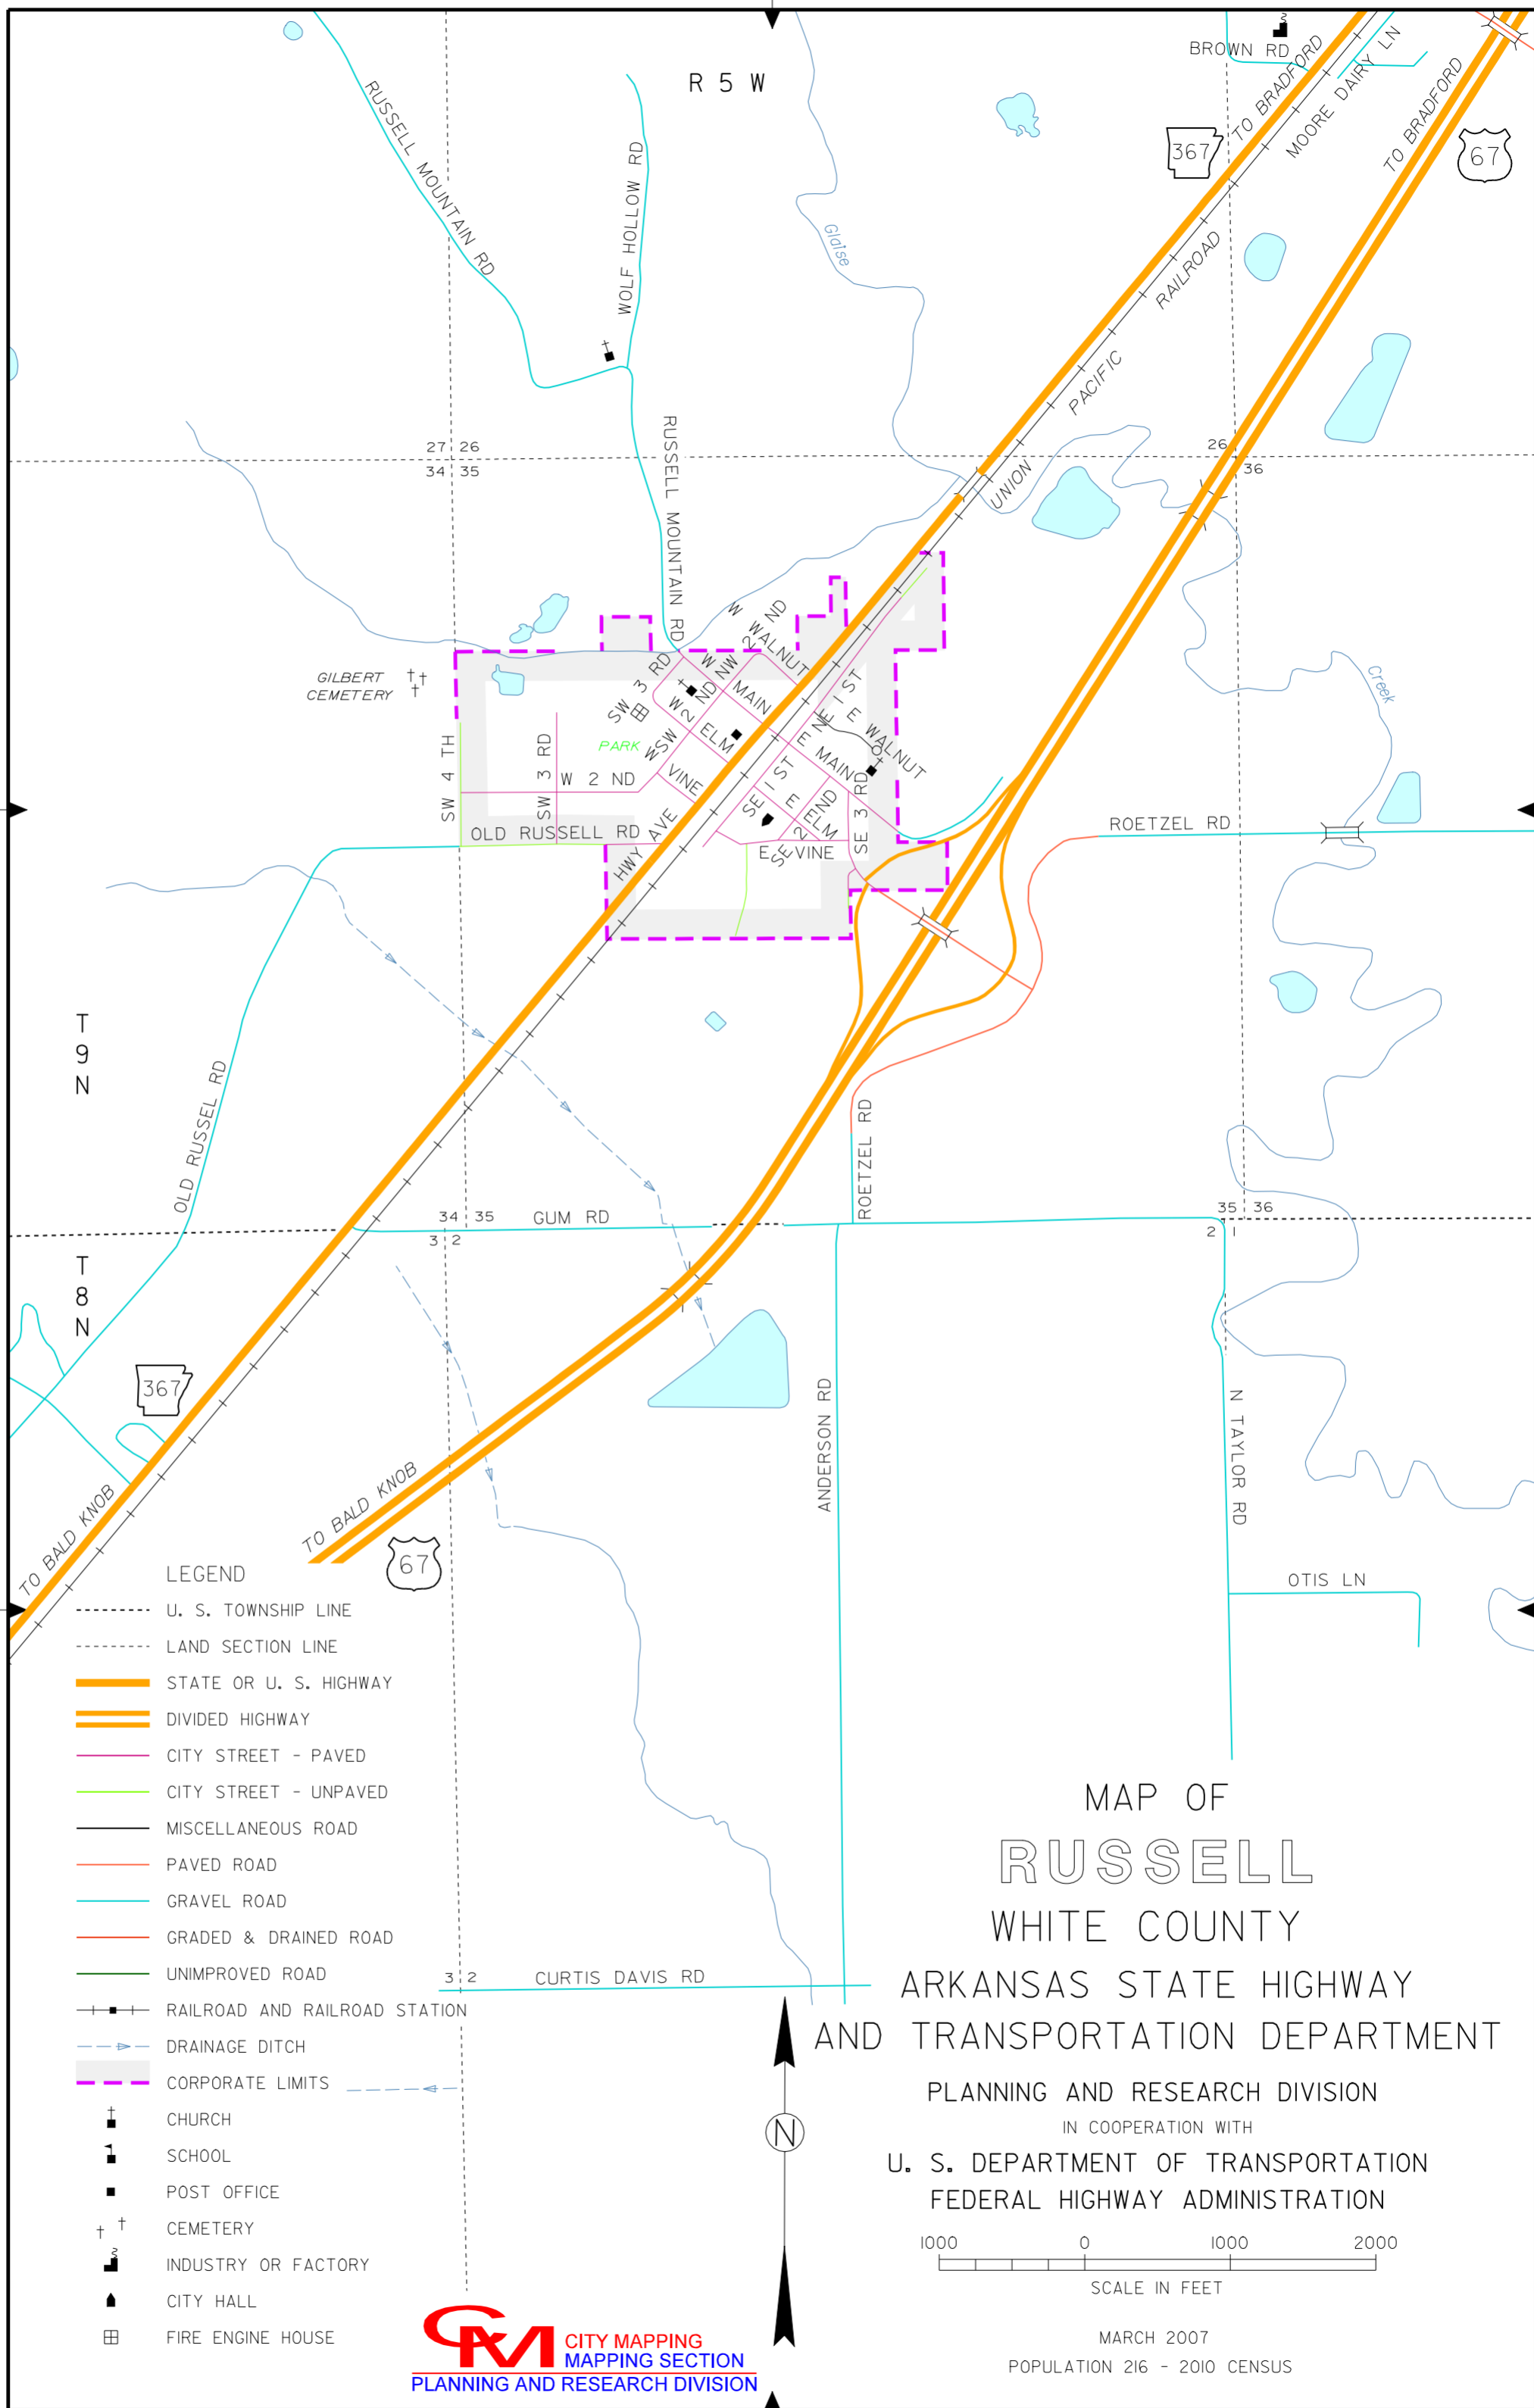 R 5 W
BROWN RD
TO BRADFORD
MOORE DAIRY LN
TO BRADFORD
367
67
RUSSELL MOUNTAIN RD
WOLF HOLLOW RD
Glaise
RAILROAD
PACIFIC
UNION
27 26
34 35
26
36
RUSSELL MOUNTAIN RD
GILBERT
CEMETERY
W WALNUT
NW 2 ND
W MAIN
SW 3 RD
SW 2 ND
W ELM
W VINE
PARK
SW 4 TH
SW 3 RD
W 2 ND
OLD RUSSELL RD
HWY AVE
NE 1 ST
E WALNUT
E MAIN
SE 1 ST
E ELM
SE 2 ND
SE 3 RD
E VINE
Creek
ROETZEL RD
T
9
N
OLD RUSSEL RD
ROETZEL RD
34 35
3 2
GUM RD
35 36
2 1
T
8
N
367
ANDERSON RD
N TAYLOR RD
TO BALD KNOB
TO BALD KNOB
67
OTIS LN
3 2
CURTIS DAVIS RD
LEGEND
U. S. TOWNSHIP LINE
LAND SECTION LINE
STATE OR U. S. HIGHWAY
DIVIDED HIGHWAY
CITY STREET - PAVED
CITY STREET - UNPAVED
MISCELLANEOUS ROAD
PAVED ROAD
GRAVEL ROAD
GRADED & DRAINED ROAD
UNIMPROVED ROAD
RAILROAD AND RAILROAD STATION
DRAINAGE DITCH
CORPORATE LIMITS
CHURCH
SCHOOL
POST OFFICE
CEMETERY
INDUSTRY OR FACTORY
CITY HALL
FIRE ENGINE HOUSE
MAP OF
RUSSELL
WHITE COUNTY
ARKANSAS STATE HIGHWAY
AND TRANSPORTATION DEPARTMENT
PLANNING AND RESEARCH DIVISION
IN COOPERATION WITH
U. S. DEPARTMENT OF TRANSPORTATION
FEDERAL HIGHWAY ADMINISTRATION
1000 0 1000 2000
SCALE IN FEET
MARCH 2007
POPULATION 216 - 2010 CENSUS
N
CM
CITY MAPPING
MAPPING SECTION
PLANNING AND RESEARCH DIVISION